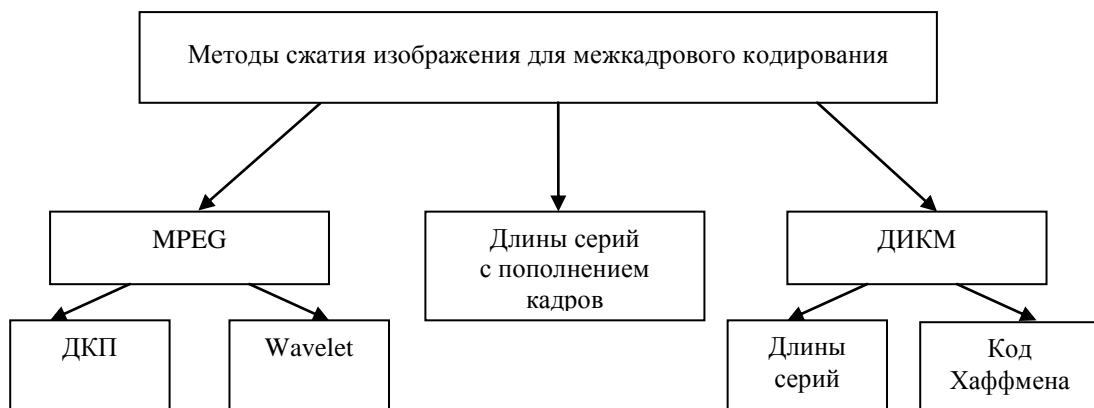 Методы сжатия изображения для межкадрового кодирования
MPEG
Длины серий
с пополнением
кадров
ДИКМ
ДКП
Wavelet
Длины
серий
Код
Хаффмена